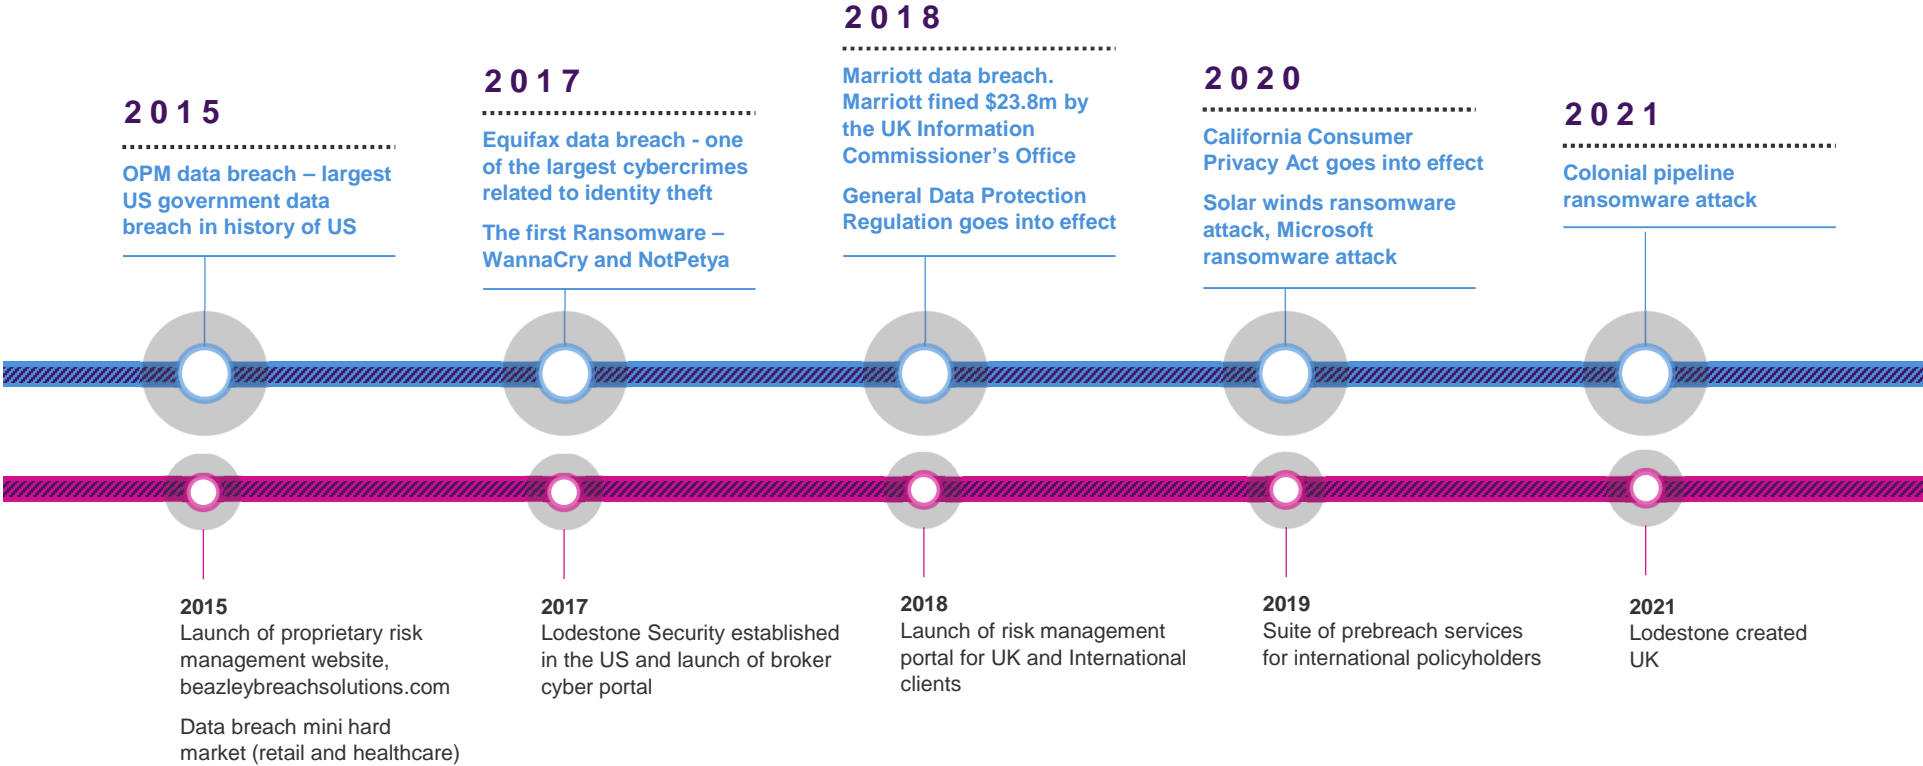 2015
OPM data breach – largest
US government data
breach in history of US
2017
Equifax data breach - one
of the largest cybercrimes
related to identity theft
The first Ransomware –
WannaCry and NotPetya
2018
Marriott data breach.
Marriott fined $23.8m by
the UK Information
Commissioner’s Office
General Data Protection
Regulation goes into effect
2020
California Consumer
Privacy Act goes into effect
Solar winds ransomware
attack, Microsoft
ransomware attack
2021
Colonial pipeline
ransomware attack
2015
Launch of proprietary risk
management website,
beazleybreachsolutions.com
Data breach mini hard
market (retail and healthcare)
2017
Lodestone Security established
in the US and launch of broker
cyber portal
2018
Launch of risk management
portal for UK and International
clients
2019
Suite of prebreach services
for international policyholders
2021
Lodestone created
UK